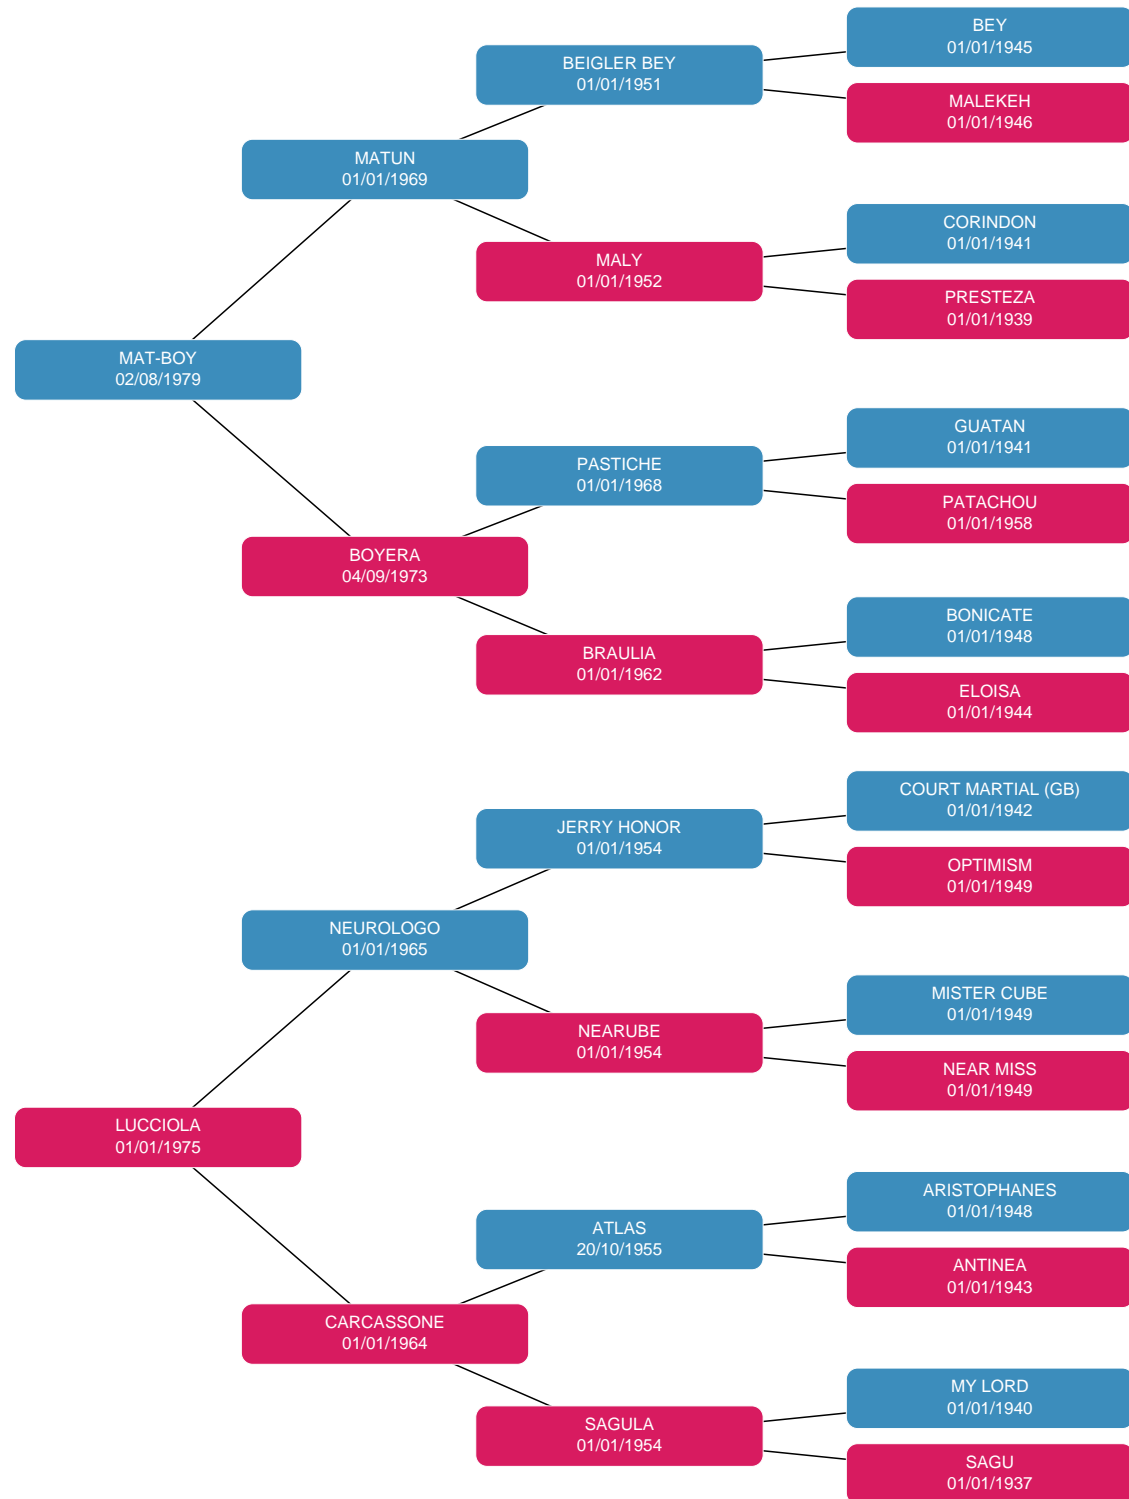 BEY
01/01/1945
BEIGLER BEY
01/01/1951
MALEKEH
01/01/1946
MATUN
01/01/1969
CORINDON
01/01/1941
MALY
01/01/1952
PRESTEZA
01/01/1939
MAT-BOY
02/08/1979
GUATAN
01/01/1941
PASTICHE
01/01/1968
PATACHOU
01/01/1958
BOYERA
04/09/1973
BONICATE
01/01/1948
BRAULIA
01/01/1962
ELOISA
01/01/1944
COURT MARTIAL (GB)
01/01/1942
JERRY HONOR
01/01/1954
OPTIMISM
01/01/1949
NEUROLOGO
01/01/1965
MISTER CUBE
01/01/1949
NEARUBE
01/01/1954
NEAR MISS
01/01/1949
LUCCIOLA
01/01/1975
ARISTOPHANES
01/01/1948
ATLAS
20/10/1955
ANTINEA
01/01/1943
CARCASSONE
01/01/1964
MY LORD
01/01/1940
SAGULA
01/01/1954
SAGU
01/01/1937